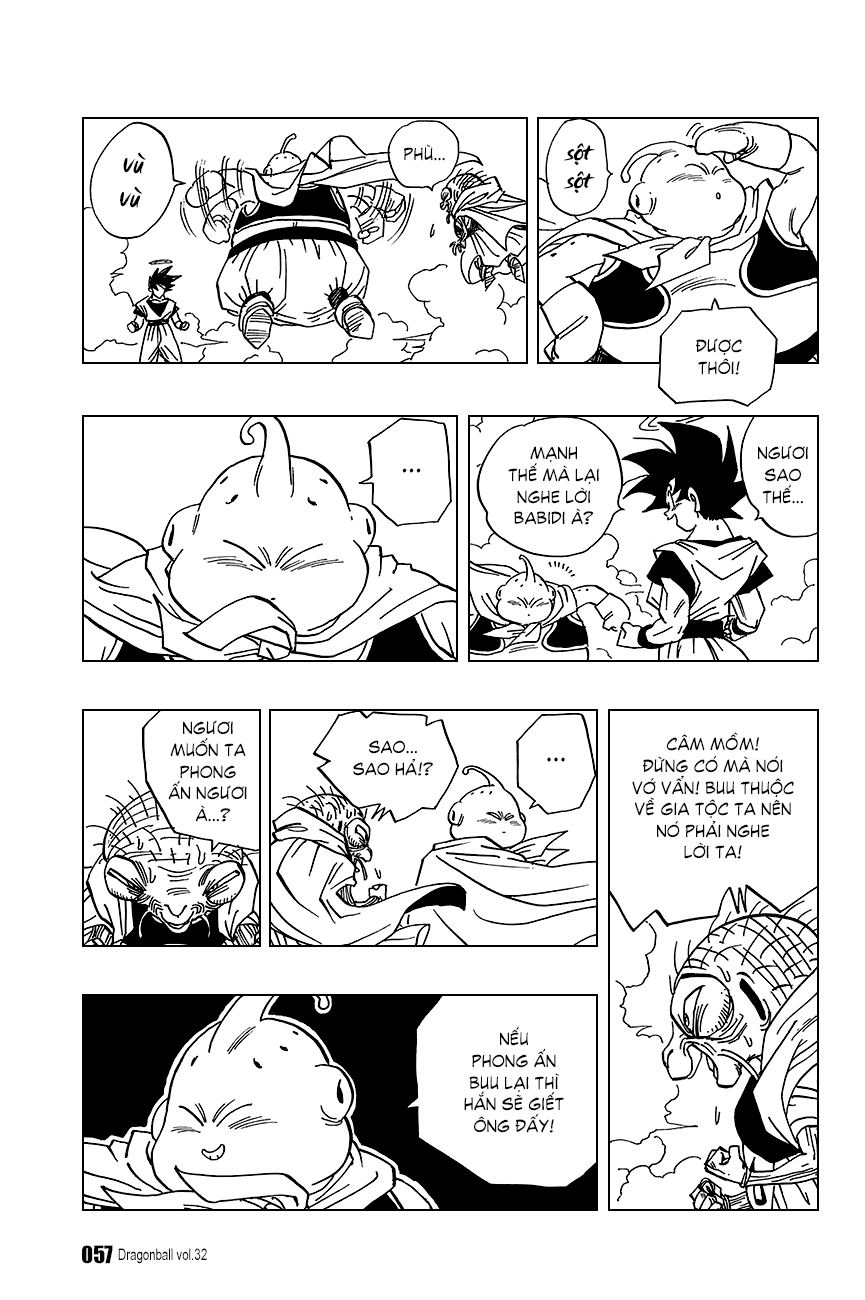 sột
sột
ĐƯỢC
THÔI!
PHÙ...
vù
vù
NGƯƠI
SAO
THẾ...
MẠNH
THẾ MÀ LẠI
NGHE LỜI
BABIDI À?
...
CÂM MỒM!
ĐỪNG CÓ MÀ NÓI
VỚ VẨN! BUU THUỘC
VỀ GIA TỘC TA NÊN
NÓ PHẢI NGHE
LỜI TA!
...
SAO...
SAO HẢ!?
NGƯƠI
MUỐN TA
PHONG
ẤN NGƯƠI
À...?
NẾU
PHONG ẤN
BUU LẠI THÌ
HẮN SẼ GIẾT
ÔNG ĐẤY!
057 Dragonball vol.32